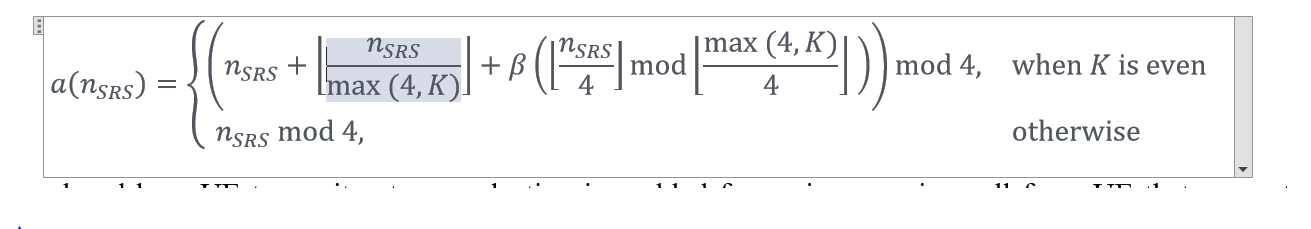 a(n_SRS) = { ( n_SRS + ⌊ n_SRS / max (4, K) ⌋ + β ( ⌊ n_SRS / 4 ⌋ mod ⌊ max (4, K) / 4 ⌋ ) ) mod 4, when K is even
n_SRS mod 4, otherwise